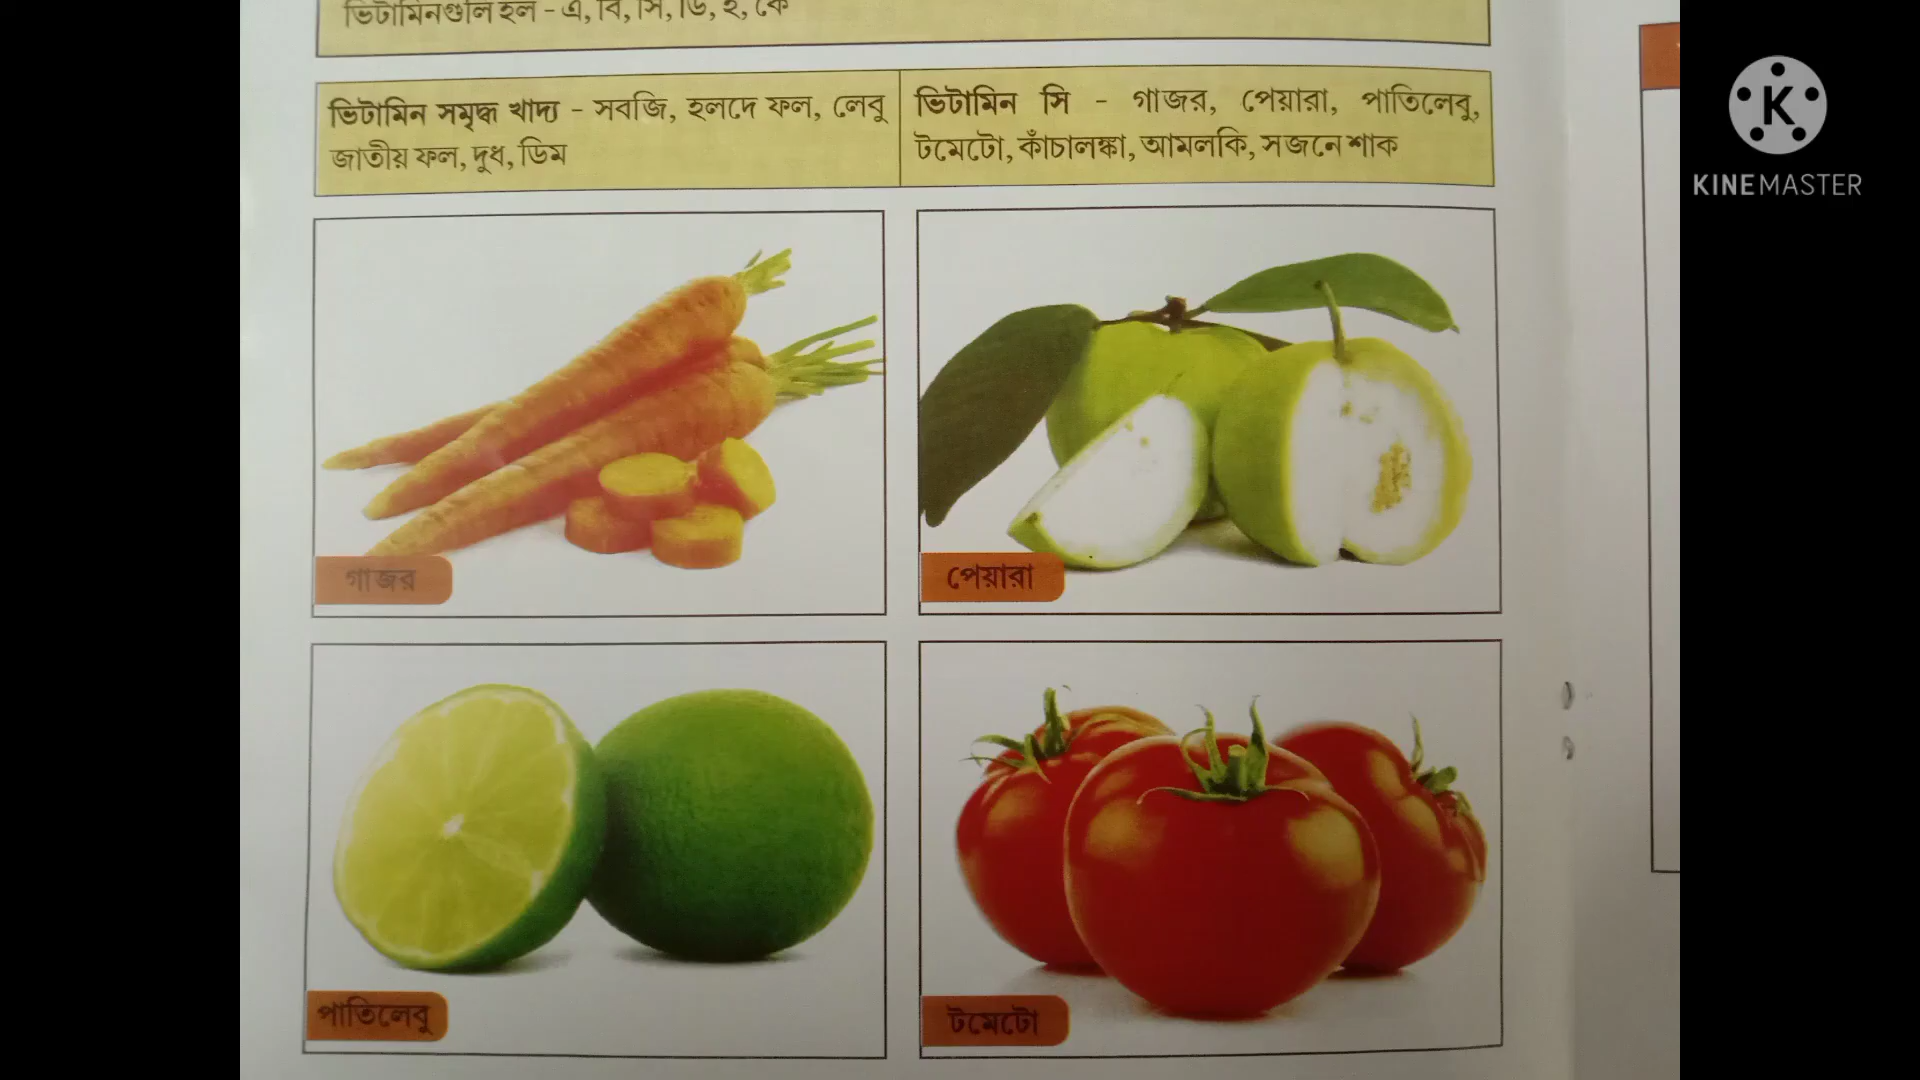 ভিটামিনগুলি হল - এ, বি, সি, ডি, ই, কে
ভিটামিন সমৃদ্ধ খাদ্য - সবজি, হলদে ফল, লেবু
জাতীয় ফল, দুধ, ডিম
ভিটামিন সি - গাজর, পেয়ারা, পাতিলেবু,
টমেটো, কাঁচালঙ্কা, আমলকি, সজনে শাক
গাজর
পেয়ারা
পাতিলেবু
টমেটো
K
KINEMASTER